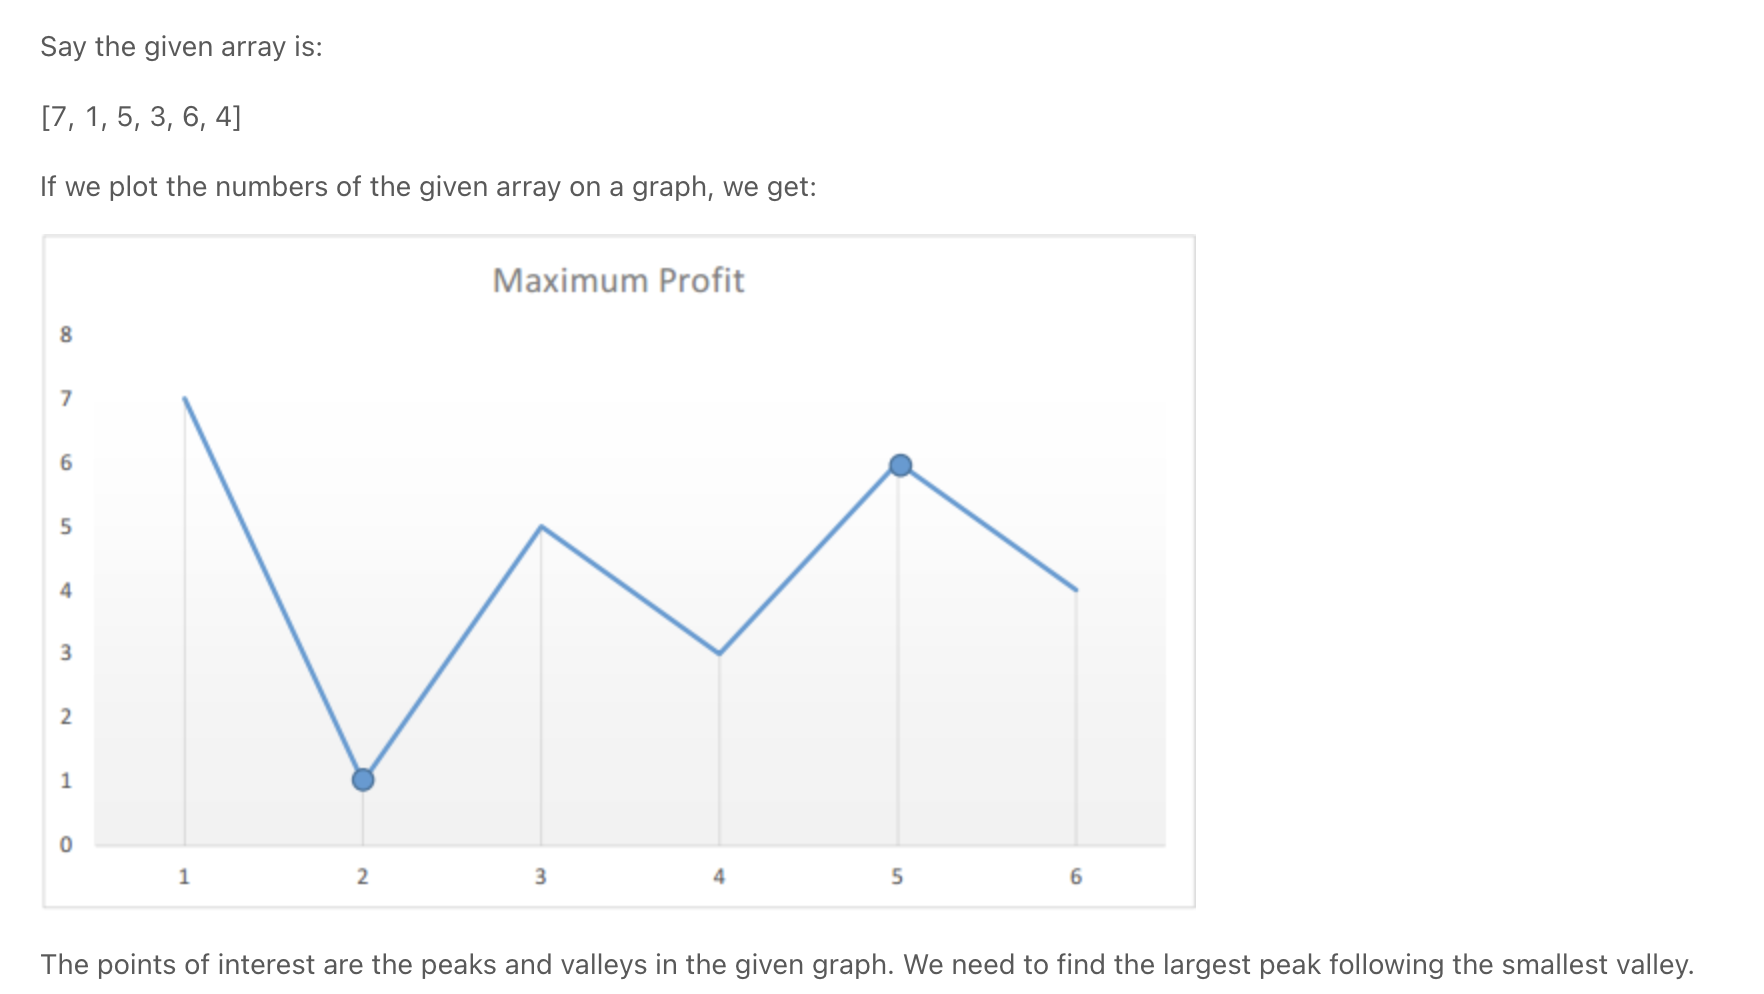 Say the given array is:
[7, 1, 5, 3, 6, 4]
If we plot the numbers of the given array on a graph, we get:
Maximum Profit
8
7
6
5
4
3
2
1
0
1 2 3 4 5 6
The points of interest are the peaks and valleys in the given graph. We need to find the largest peak following the smallest valley.